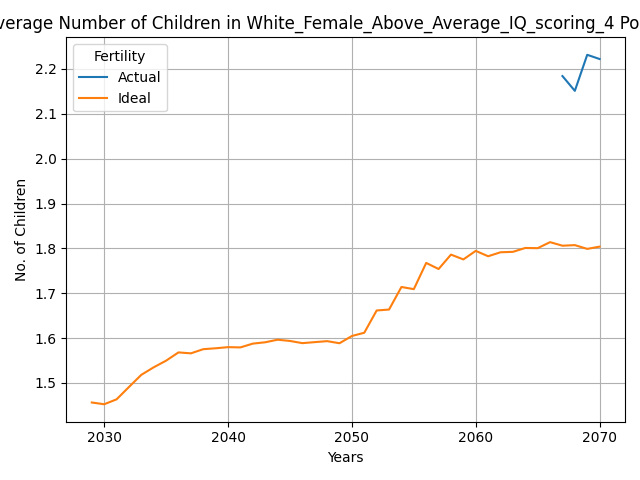 verage Number of Children in White_Female_Above_Average_IQ_scoring_4 Po
Fertility
Actual
Ideal
2.2
2.1
2.0
1.9
1.8
1.7
1.6
1.5
No. of Children
2030
2040
2050
2060
2070
Years